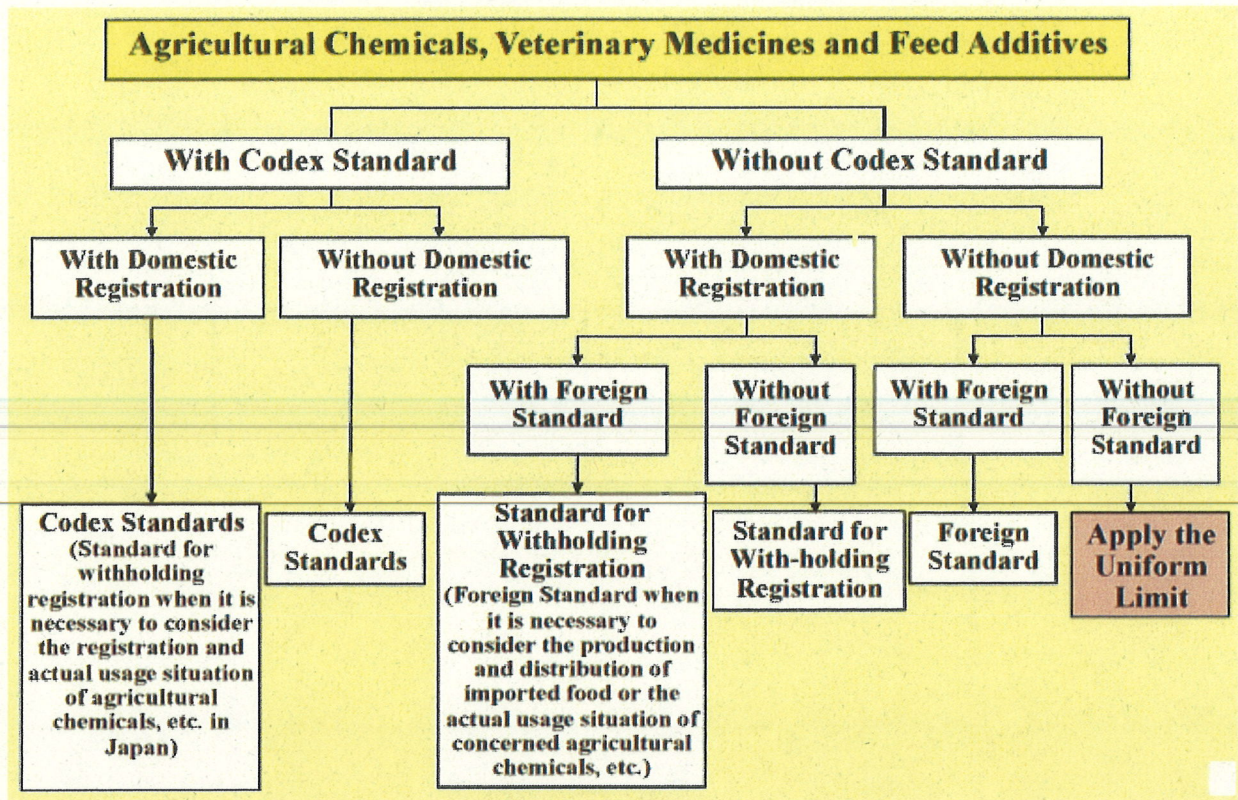 Agricultural Chemicals, Veterinary Medicines and Feed Additives
With Codex Standard
Without Codex Standard
With Domestic
Registration
Without Domestic
Registration
With Domestic
Registration
Without Domestic
Registration
With Foreign
Standard
Without
Foreign
Standard
With Foreign
Standard
Without
Foreign
Standard
Codex Standards
(Standard for
withholding
registration when it is
necessary to consider
the registration and
actual usage situation
of agricultural
chemicals, etc. in
Japan)
Codex
Standards
Standard for
Withholding
Registration
(Foreign Standard when
it is necessary to
consider the production
and distribution of
imported food or the
actual usage situation of
concerned agricultural
chemicals, etc.)
Standard for
With-holding
Registration
Foreign
Standard
Apply the
Uniform
Limit